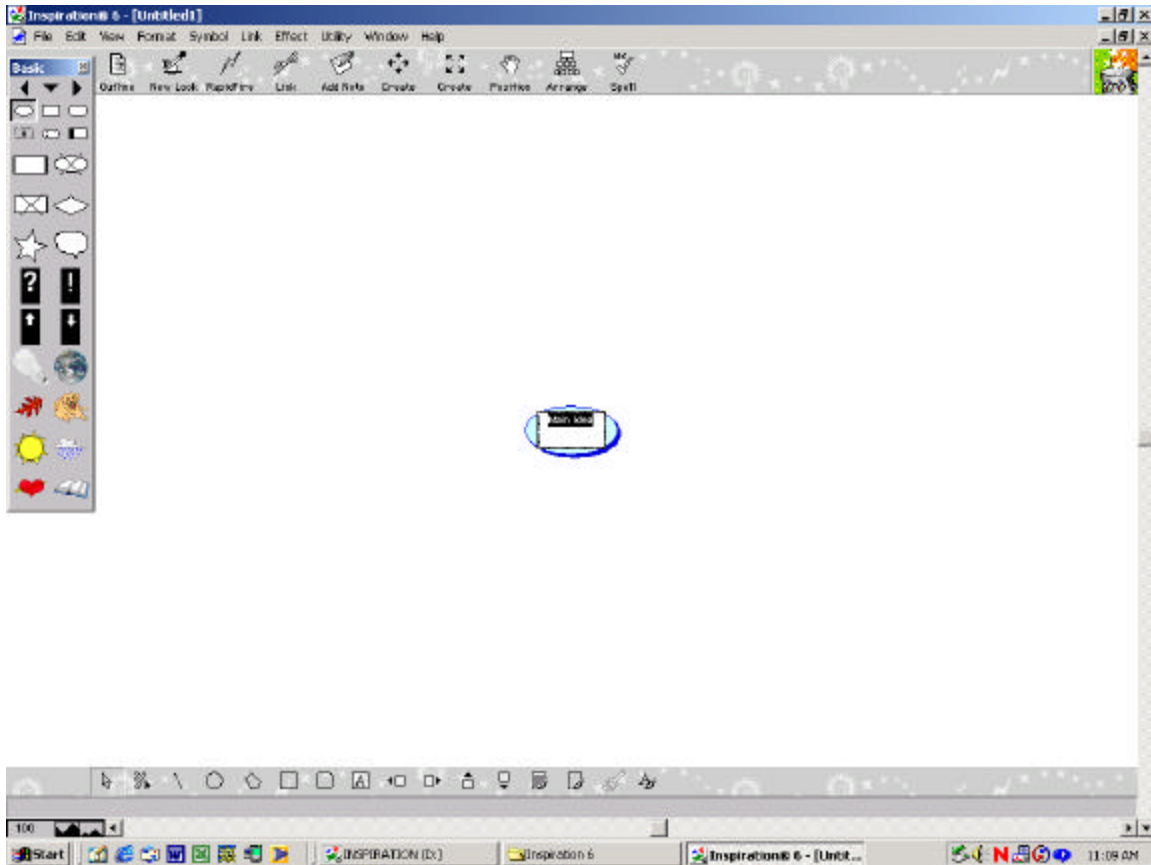 Inspiration® 6 - [Untitled1]
File Edit View Format Symbol Link Effect Utility Window Help
Basic
Outline New Look RapidFire Link Add Note Create Create Position Arrange Spell
?
!
Main Idea
A
100
Start
INSPIRATION (D:)
Inspiration 6
Inspiration® 6 - [Untit...
11:09 AM